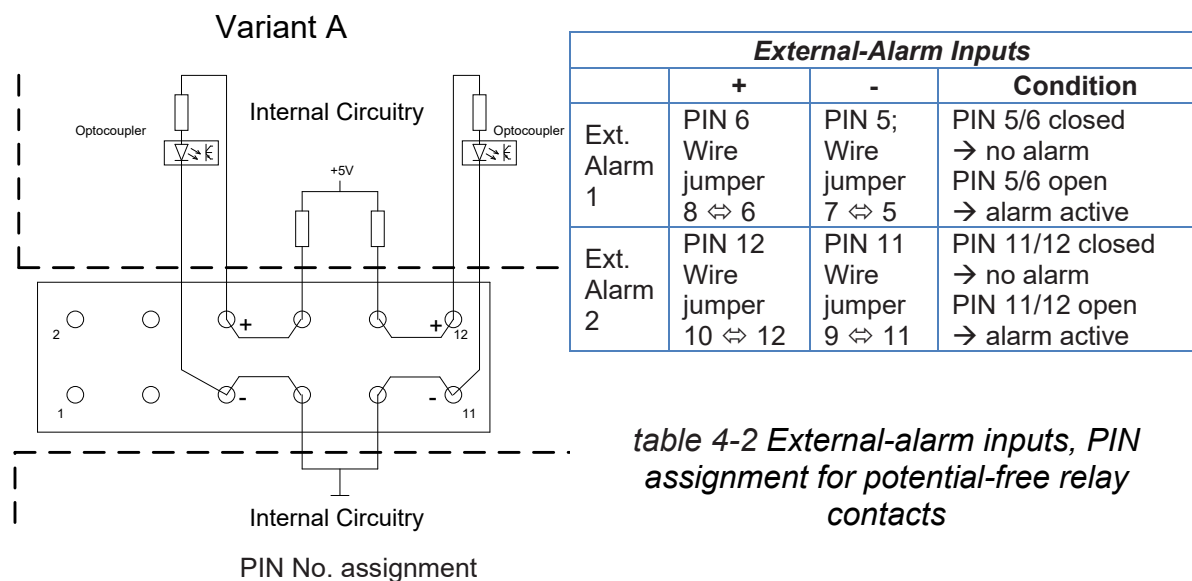 Variant A
Internal Circuitry
Optocoupler
Optocoupler
+5V
+
+
2
12
-
-
1
11
Internal Circuitry
PIN No. assignment
External-Alarm Inputs
+ - Condition
Ext.
Alarm
1
PIN 6
Wire
jumper
8 ⬄ 6
PIN 5;
Wire
jumper
7 ⬄ 5
PIN 5/6 closed
→ no alarm
PIN 5/6 open
→ alarm active
Ext.
Alarm
2
PIN 12
Wire
jumper
10 ⬄ 12
PIN 11
Wire
jumper
9 ⬄ 11
PIN 11/12 closed
→ no alarm
PIN 11/12 open
→ alarm active
table 4-2 External-alarm inputs, PIN
assignment for potential-free relay
contacts